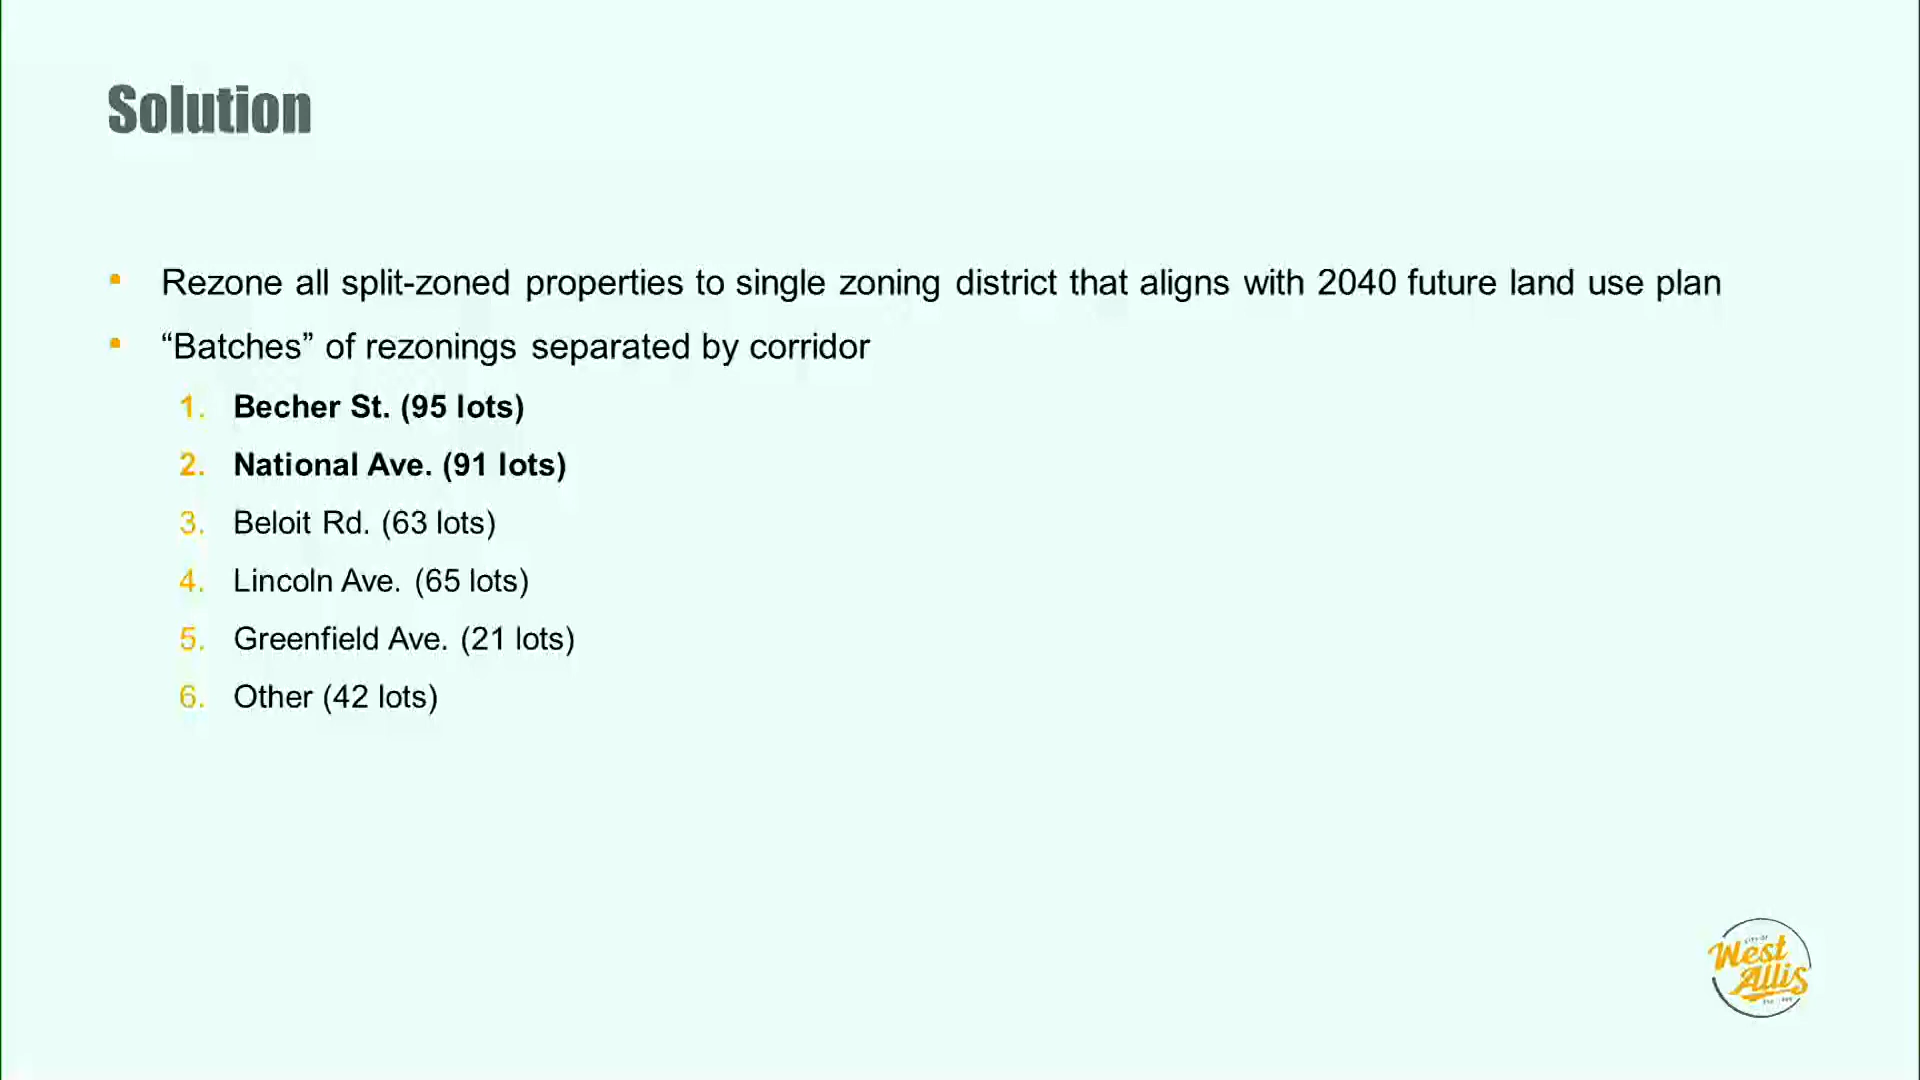 Solution
▪ Rezone all split-zoned properties to single zoning district that aligns with 2040 future land use plan
▪ “Batches” of rezonings separated by corridor
1. Becher St. (95 lots)
2. National Ave. (91 lots)
3. Beloit Rd. (63 lots)
4. Lincoln Ave. (65 lots)
5. Greenfield Ave. (21 lots)
6. Other (42 lots)
CITY OF
West
Allis